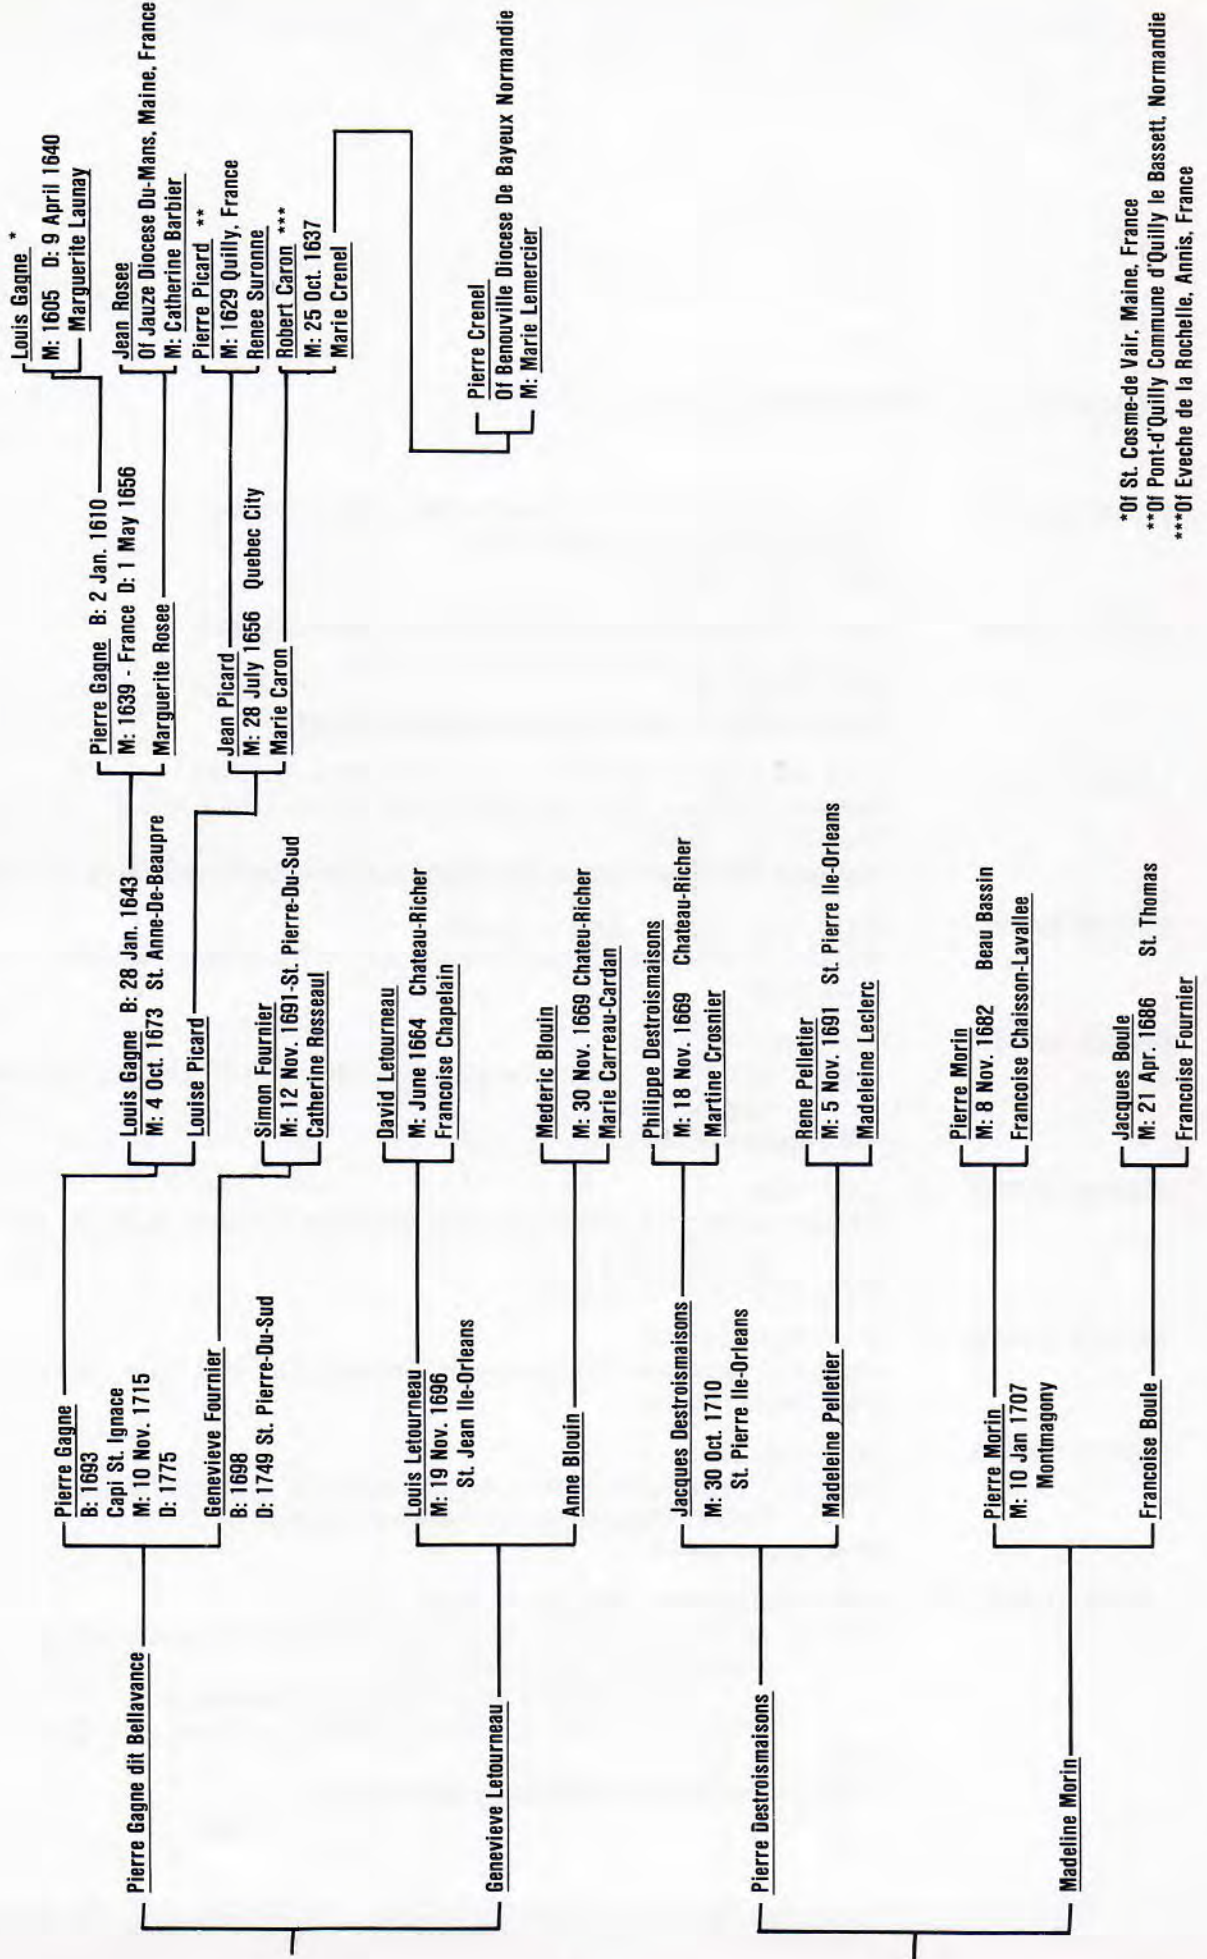 Pierre Gagne dit Bellavance
Genevieve Letourneau
Pierre Destroismaisons
Madeline Morin
Pierre Gagne
B: 1693
Capi St. Ignace
M: 10 Nov. 1715
D: 1775
Genevieve Fournier
B: 1698
D: 1749 St. Pierre-Du-Sud
Louis Letourneau
M: 19 Nov. 1696
St. Jean Ile-Orleans
Anne Blouin
Jacques Destroismaisons
M: 30 Oct. 1710
St. Pierre Ile-Orleans
Madeleine Pelletier
Pierre Morin
M: 10 Jan 1707
Montmagony
Francoise Boule
Louis Gagne B: 28 Jan. 1643
M: 4 Oct. 1673 St. Anne-De-Beaupre
Louise Picard
Simon Fournier
M: 12 Nov. 1691-St. Pierre-Du-Sud
Catherine Rosseaul
David Letourneau
M: June 1664 Chateau-Richer
Francoise Chapelain
Mederic Blouin
M: 30 Nov. 1669 Chateu-Richer
Marie Carreau-Cardan
Philippe Destroismaisons
M: 18 Nov. 1669 Chateau-Richer
Martine Crosnier
Rene Pelletier
M: 5 Nov. 1691 St. Pierre Ile-Orleans
Madeleine Leclerc
Pierre Morin
M: 8 Nov. 1682 Beau Bassin
Francoise Chaisson-Lavallee
Jacques Boule
M: 21 Apr. 1686 St. Thomas
Francoise Fournier
Pierre Gagne B: 2 Jan. 1610
M: 1639 - France D: 1 May 1656
Marguerite Rosee
Jean Picard
M: 28 July 1656 Quebec City
Marie Caron
Louis Gagne *
M: 1605 D: 9 April 1640
Marguerite Launay
Jean Rosee
Of Jauze Diocese Du-Mans, Maine, France
M: Catherine Barbier
Pierre Picard **
M: 1629 Quilly, France
Renee Suronne
Robert Caron ***
M: 25 Oct. 1637
Marie Crenel
Pierre Crenel
Of Benouville Diocese De Bayeux Normandie
M: Marie Lemercier
*Of St. Cosme-de Vair, Maine, France
**Of Pont-d'Quilly Commune d'Quilly le Bassett, Normandie
***Of Eveche de la Rochelle, Annis, France